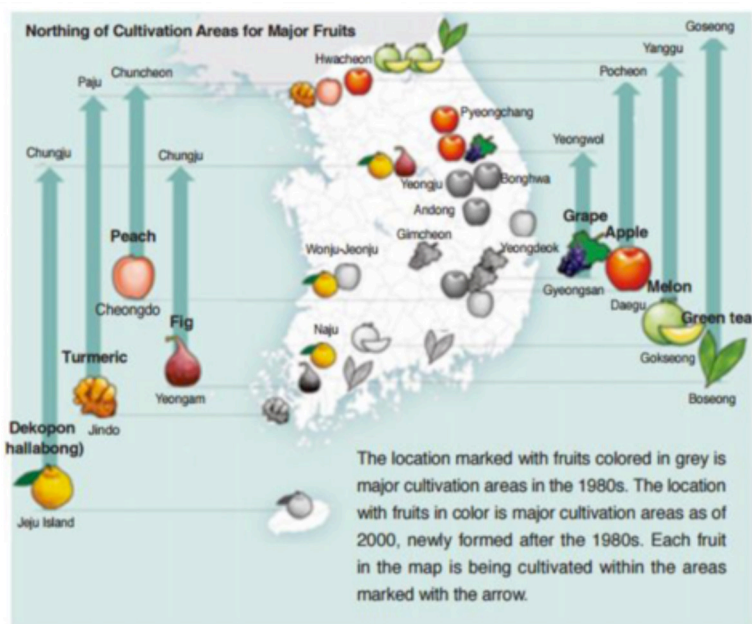 Northing of Cultivation Areas for Major Fruits
Goseong
Yanggu
Hwacheon
Pocheon
Chuncheon
Paju
Pyeongchang
Yeongwol
Chungju
Chungju
Yeongju
Bonghwa
Andong
Grape
Apple
Peach
Gimcheon
Wonju-Jeonju
Yeongdeok
Gyeongsan
Melon
Cheongdo
Daegu
Green tea
Fig
Naju
Turmeric
Gokseong
Yeongam
Boseong
Dekopon
hallabong)
Jindo
Jeju Island
The location marked with fruits colored in grey is
major cultivation areas in the 1980s. The location
with fruits in color is major cultivation areas as of
2000, newly formed after the 1980s. Each fruit
in the map is being cultivated within the areas
marked with the arrow.